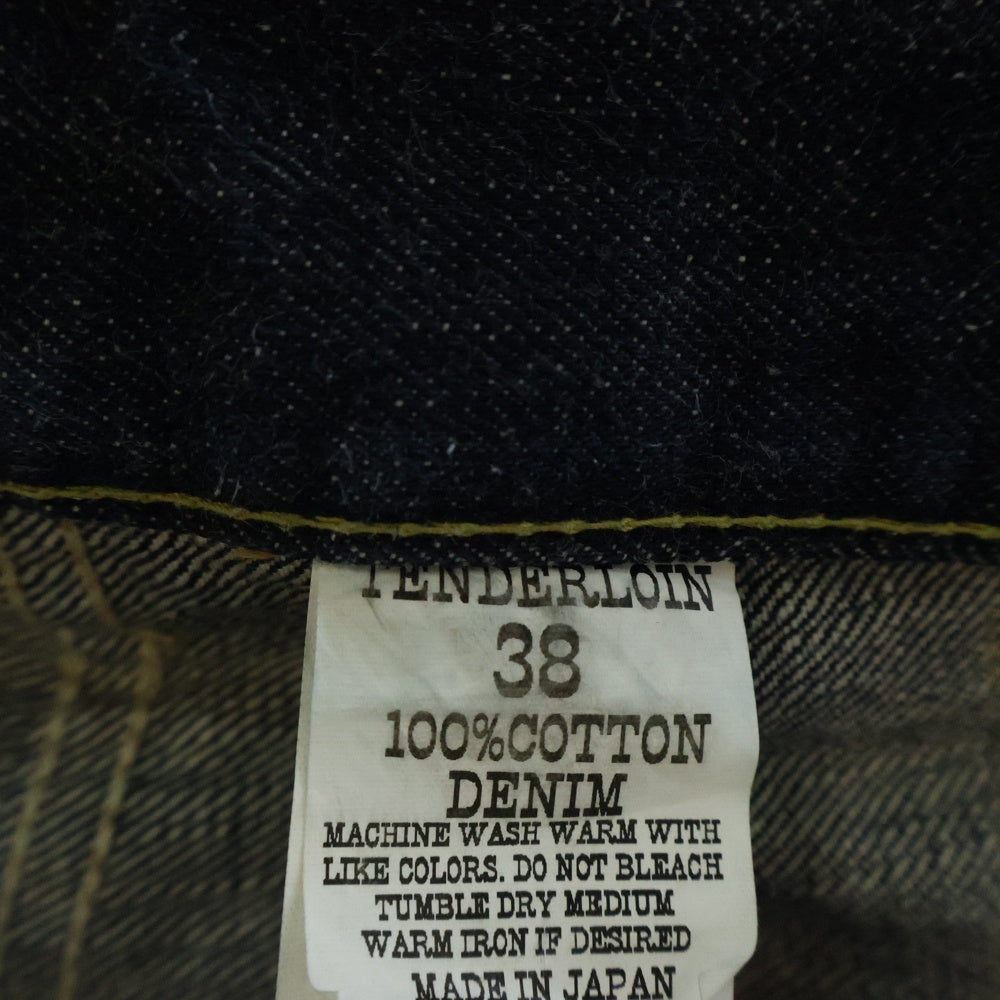 TENDERLOIN
38
100%COTTON
DENIM
MACHINE WASH WARM WITH
LIKE COLORS. DO NOT BLEACH
TUMBLE DRY MEDIUM
WARM IRON IF DESIRED
MADE IN JAPAN